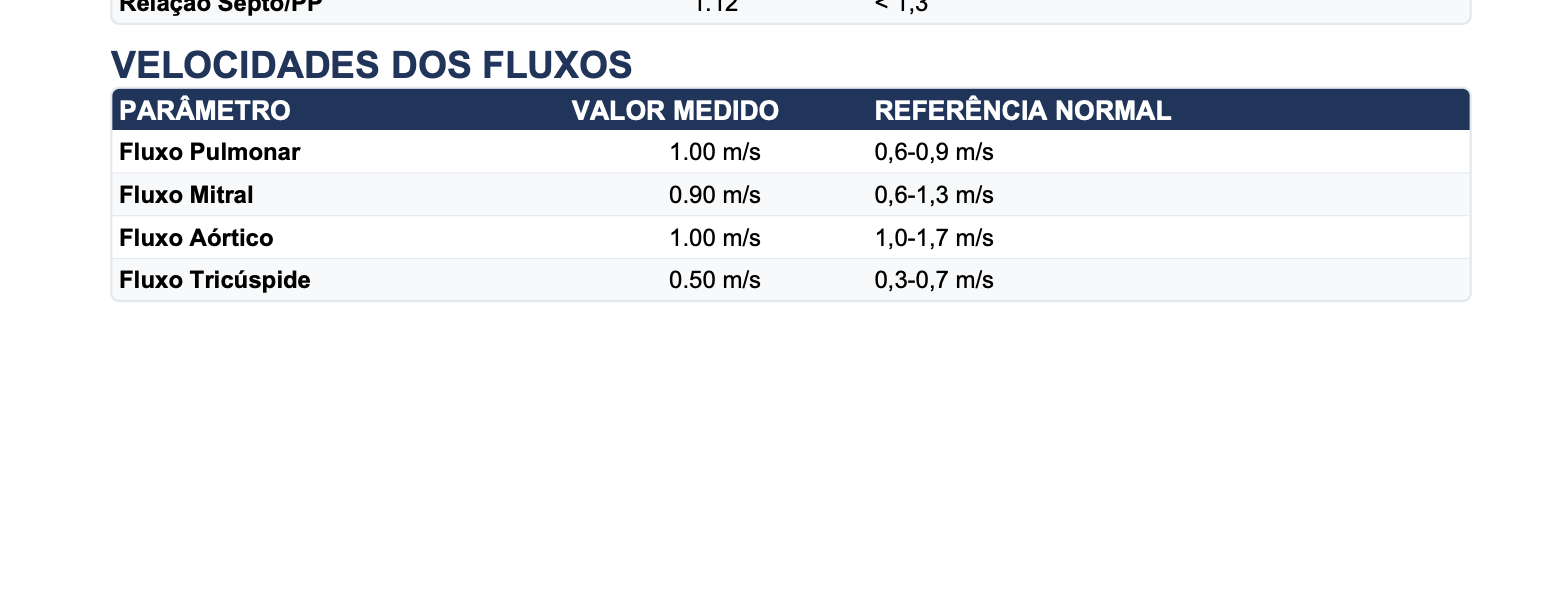 Relação Septo/PP 1.12 < 1,3
VELOCIDADES DOS FLUXOS
PARÂMETRO VALOR MEDIDO REFERÊNCIA NORMAL
Fluxo Pulmonar 1.00 m/s 0,6-0,9 m/s
Fluxo Mitral 0.90 m/s 0,6-1,3 m/s
Fluxo Aórtico 1.00 m/s 1,0-1,7 m/s
Fluxo Tricúspide 0.50 m/s 0,3-0,7 m/s